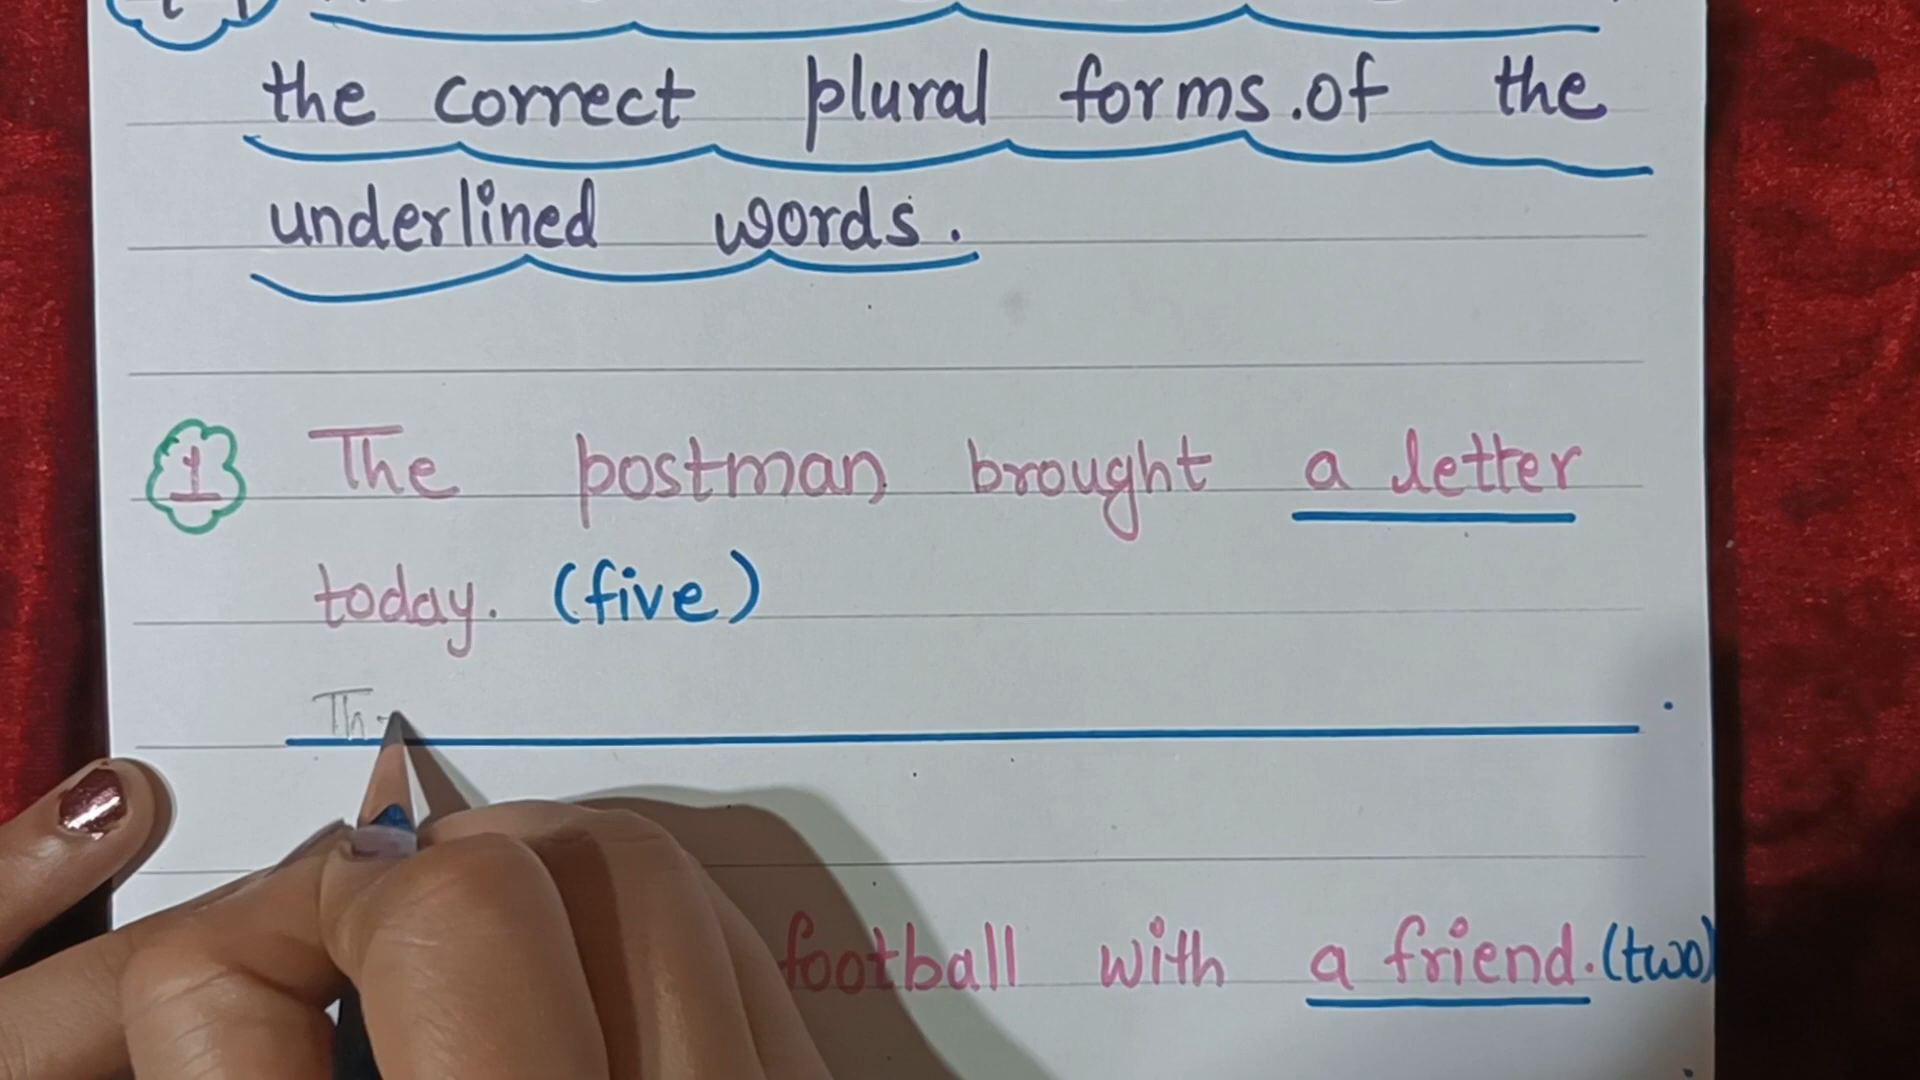 the correct plural forms.of the
underlined words.
1 The postman brought a letter
today. (five)
Th
football with a friend. (two)